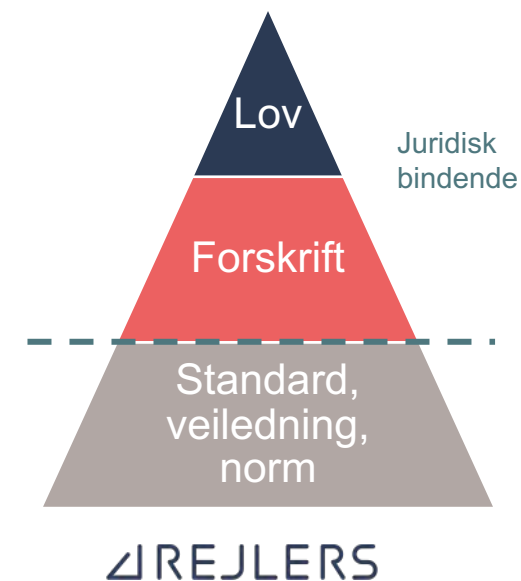 Lov
Juridisk
bindende
Forskrift
Standard,
veiledning,
norm
REJLERS